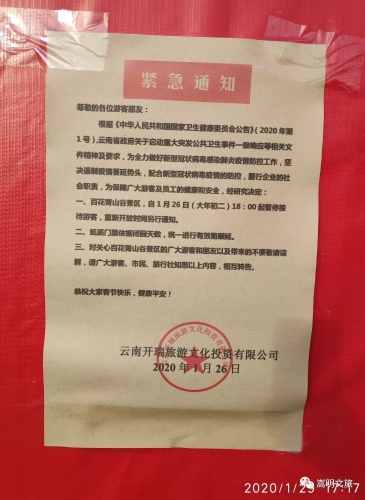 紧急通知
尊敬的各位游客朋友：
根据《中华人民共和国国家卫生健康委员会公告》（2020年第
1号），云南省政府关于启动重大突发公共卫生事件一级响应等相关文
件精神及要求，为全力做好新型冠状病毒感染肺炎疫情防控工作，坚
决遏制疫情蔓延势头，配合新型冠状病毒疫情的防控，履行企业的社
会职责，为保障广大游客及员工的健康和安全，经研究决定：
一、百花箐山谷景区，自1月26日（大年初二）18：00起暂停接
待游客，重新开放时间另行通知。
二、纸票门票依据闭园天数，统一进行有效期顺延。
三、对关心百花箐山谷景区的广大游客和朋友以及带来的不便敬请谅
解，请广大游客、市民、旅行社知悉以上内容，相互转告。
恭祝大家春节快乐，健康平安！
云南开瑞旅游文化投资有限公司
2020年1月26日
2020/1/29 17:17
嵩明文旅